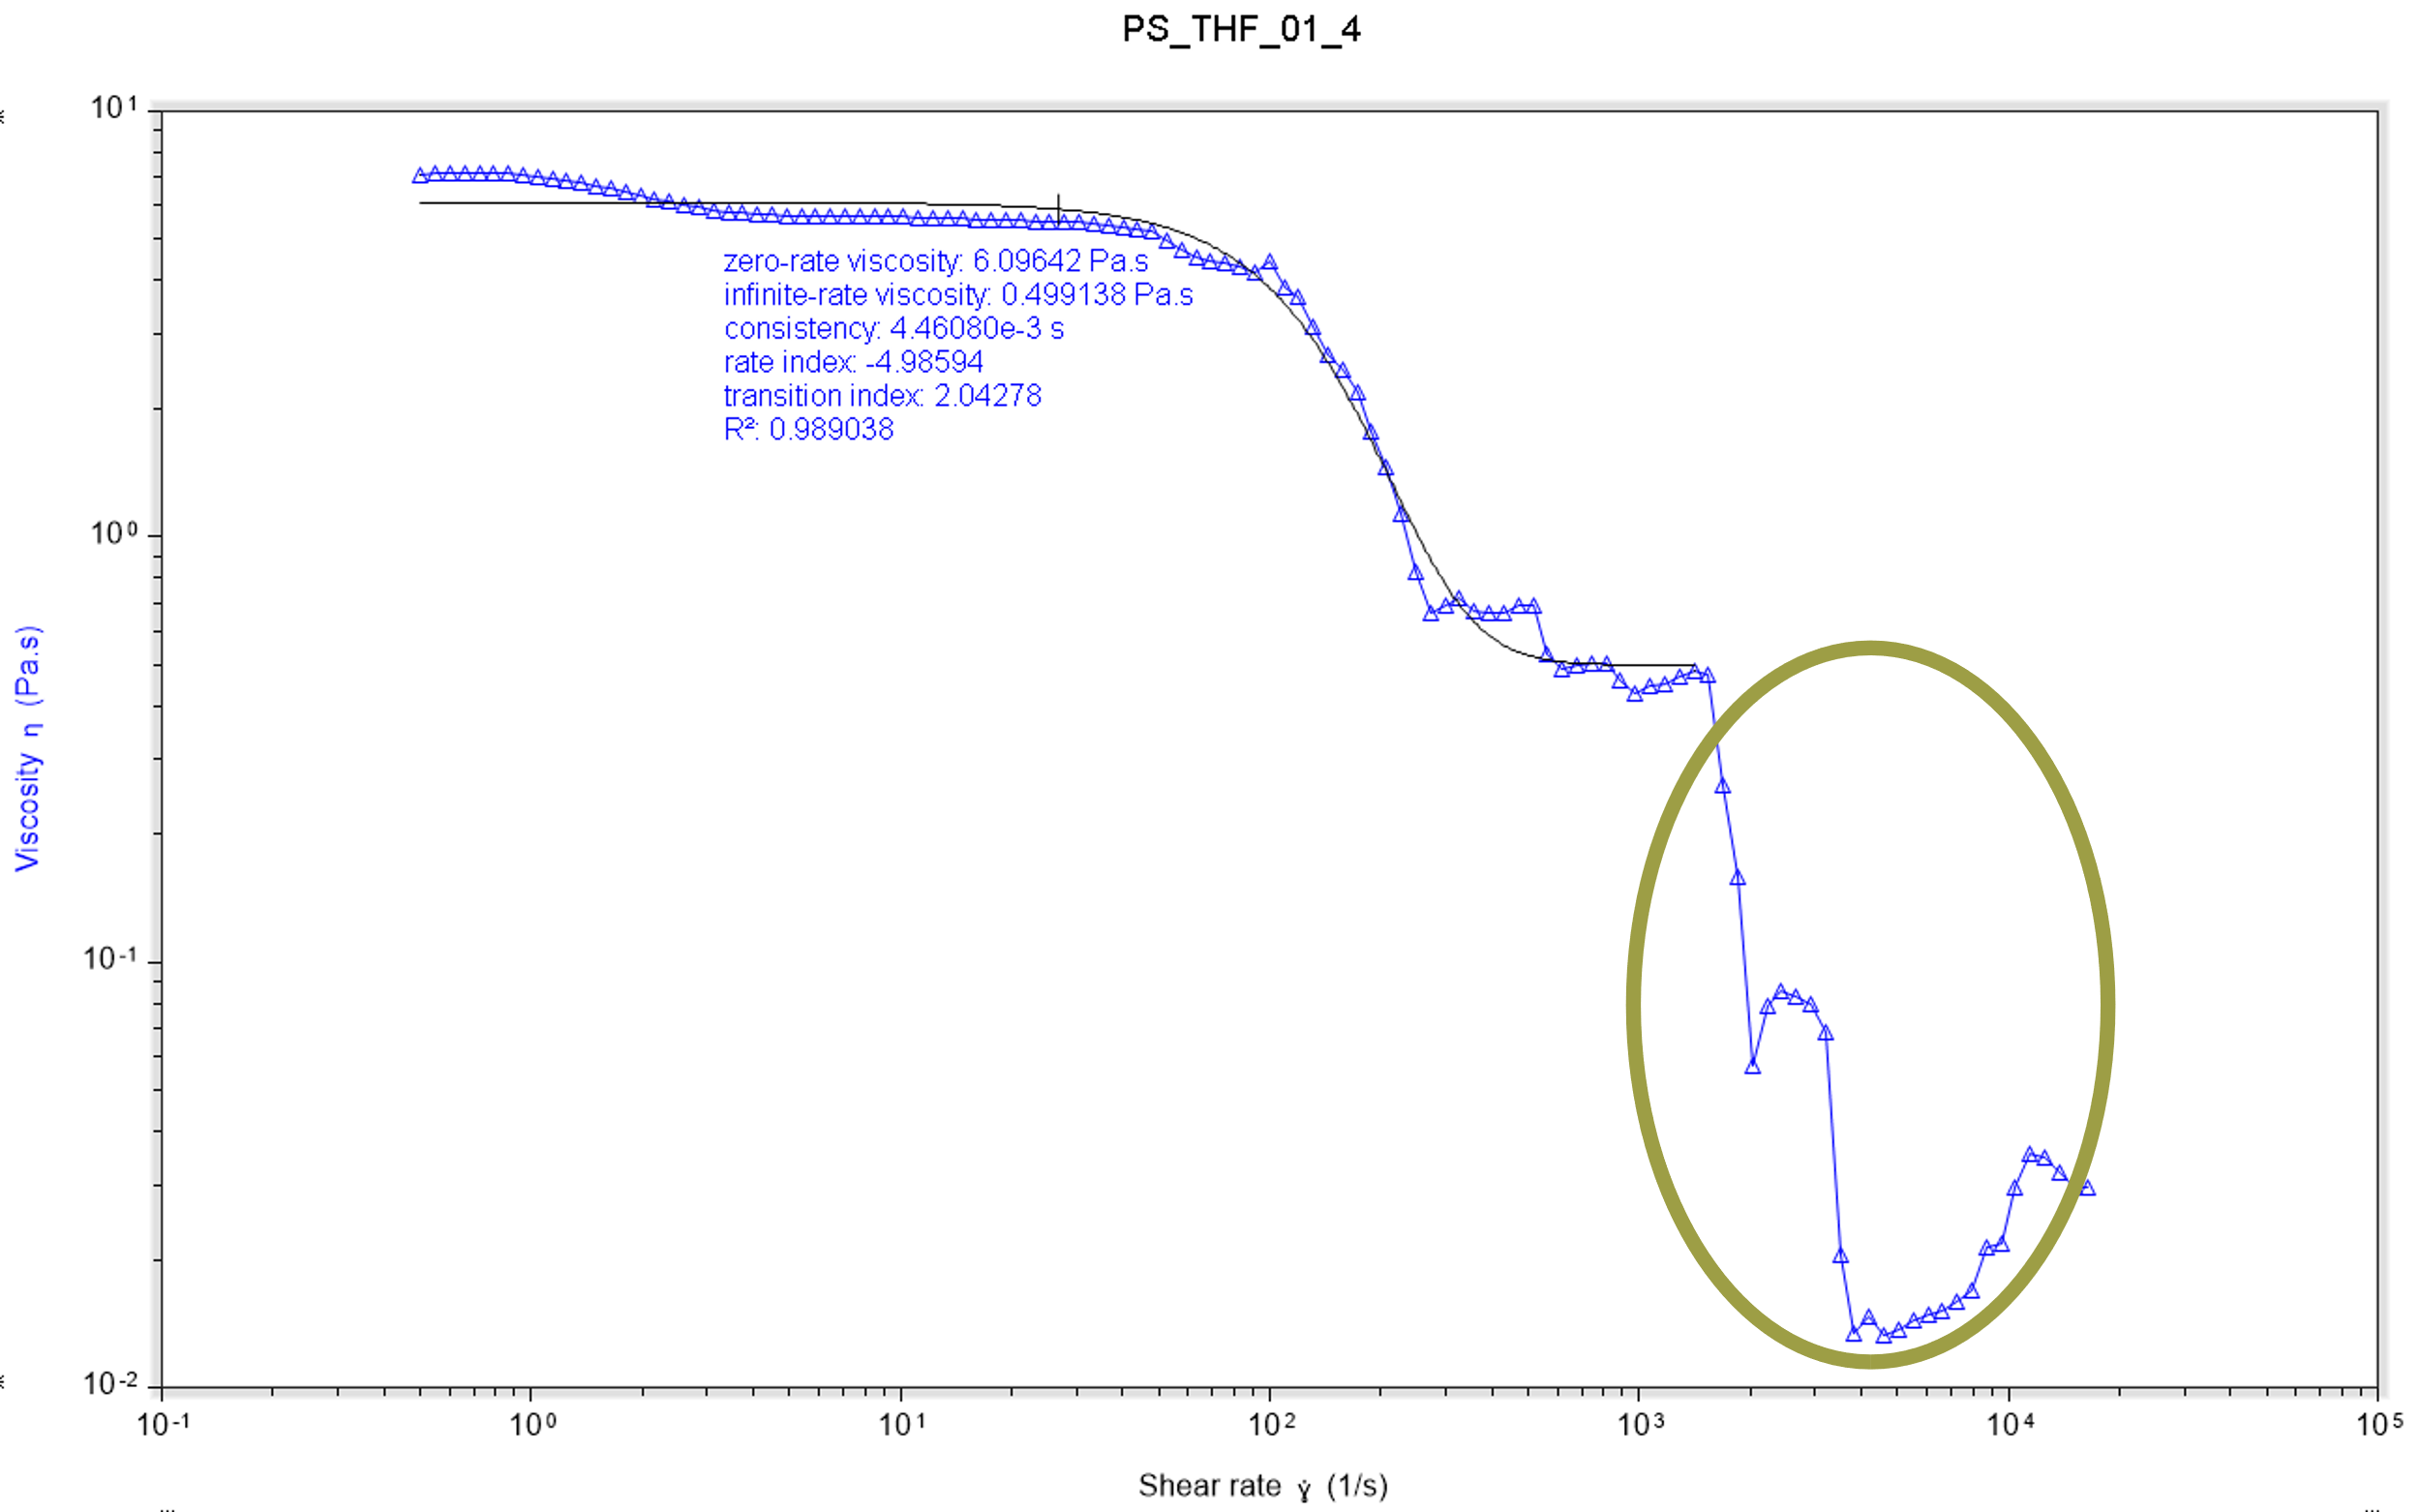 PS_THF_01_4
10¹
zero-rate viscosity: 6.09642 Pa.s
infinite-rate viscosity: 0.499138 Pa.s
consistency: 4.46080e-3 s
rate index: -4.98594
transition index: 2.04278
R²: 0.989038
10⁰
Viscosity η (Pa.s)
10⁻¹
10⁻²
10⁻¹ 10⁰ 10¹ 10² 10³ 10⁴ 10⁵
Shear rate γ̇ (1/s)